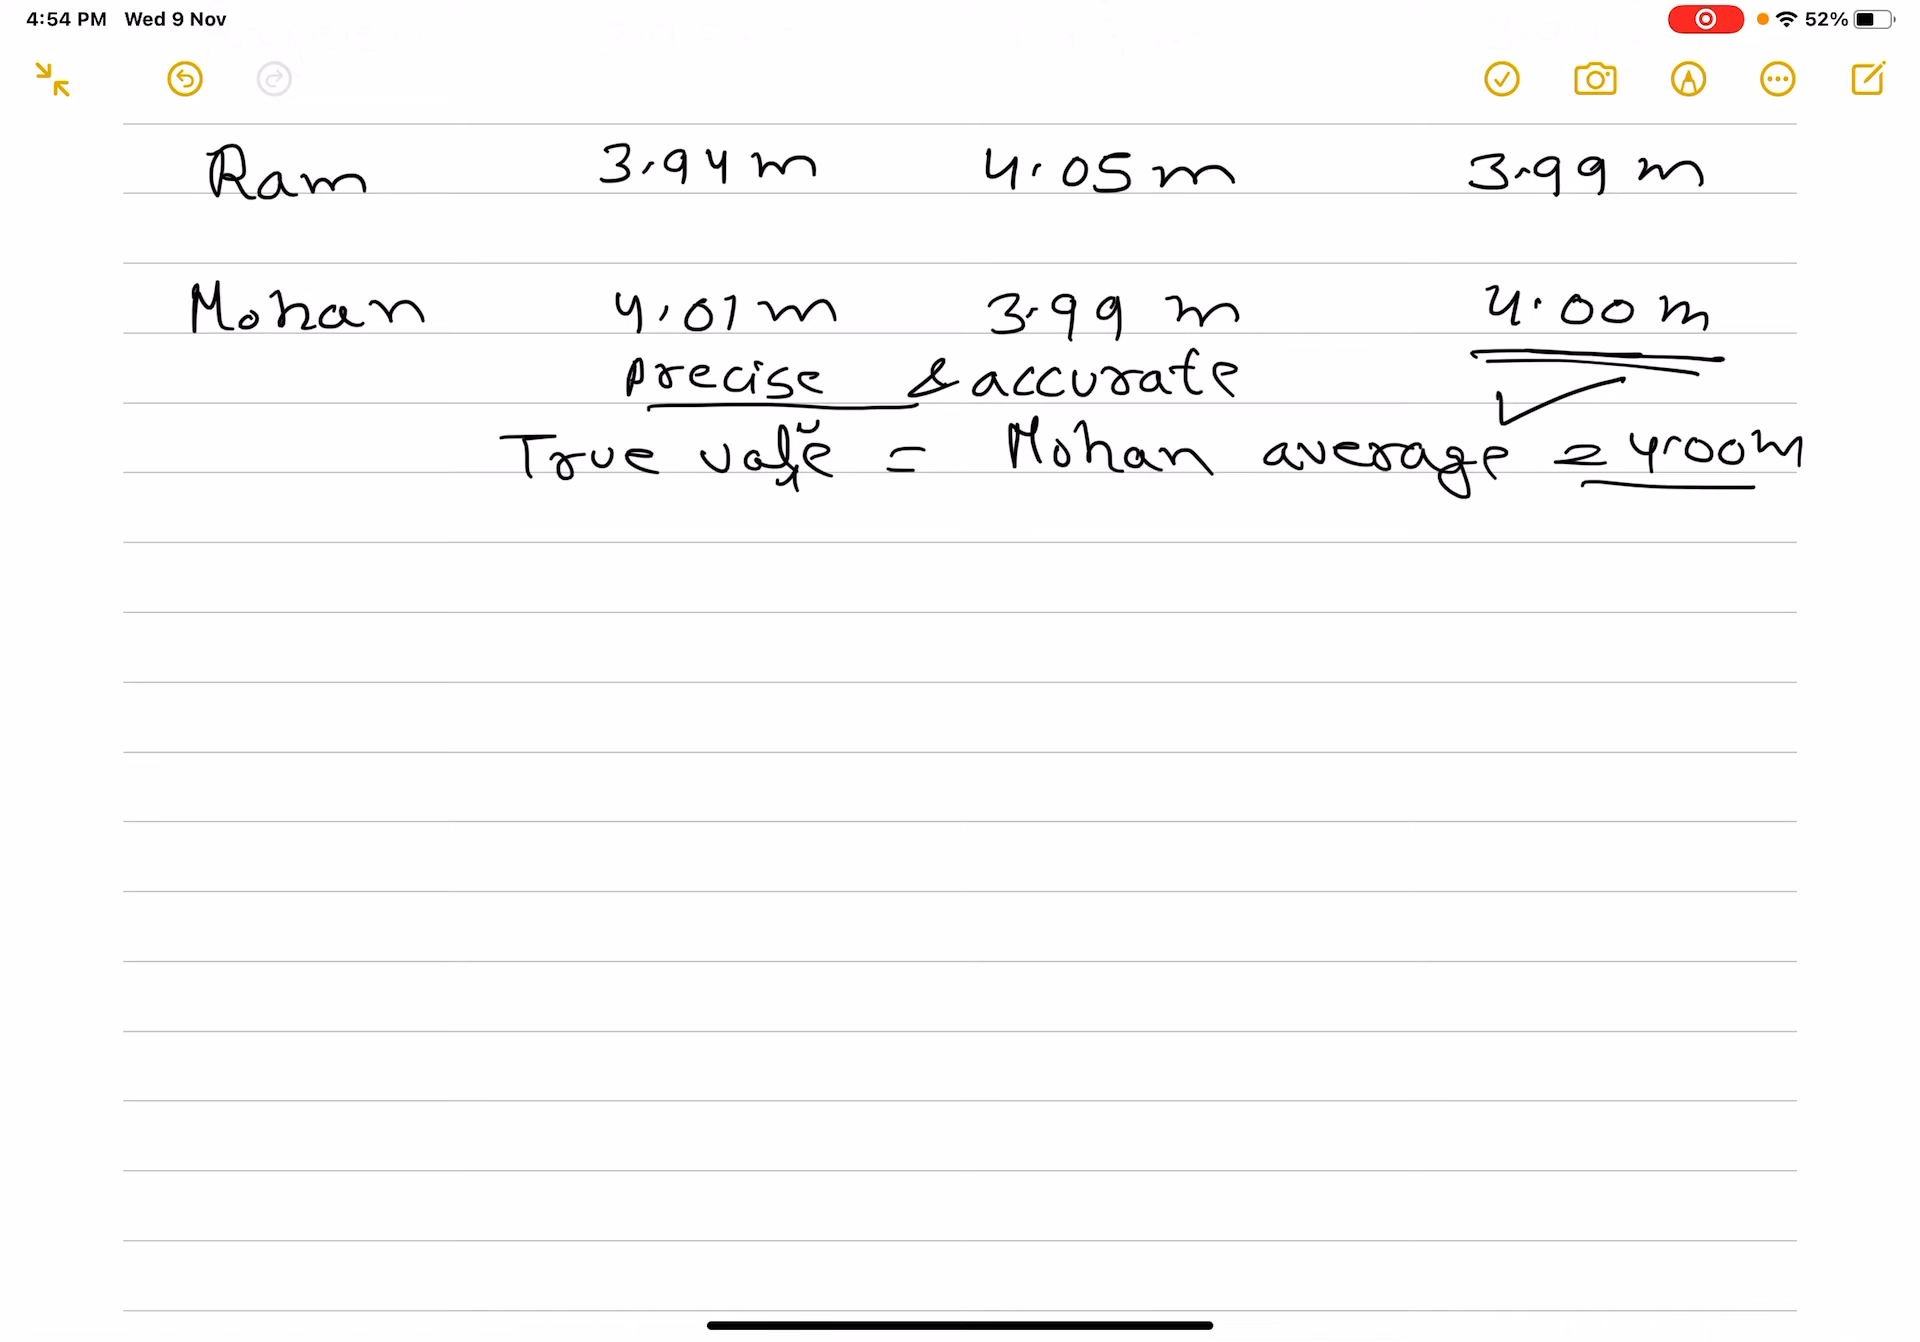 4:54 PM Wed 9 Nov 52%
Ram 3.94 m 4.05 m 3.99 m
Mohan 4.01 m 3.99 m 4.00 m
precise & accurate
True value = Mohan average = 4.00m